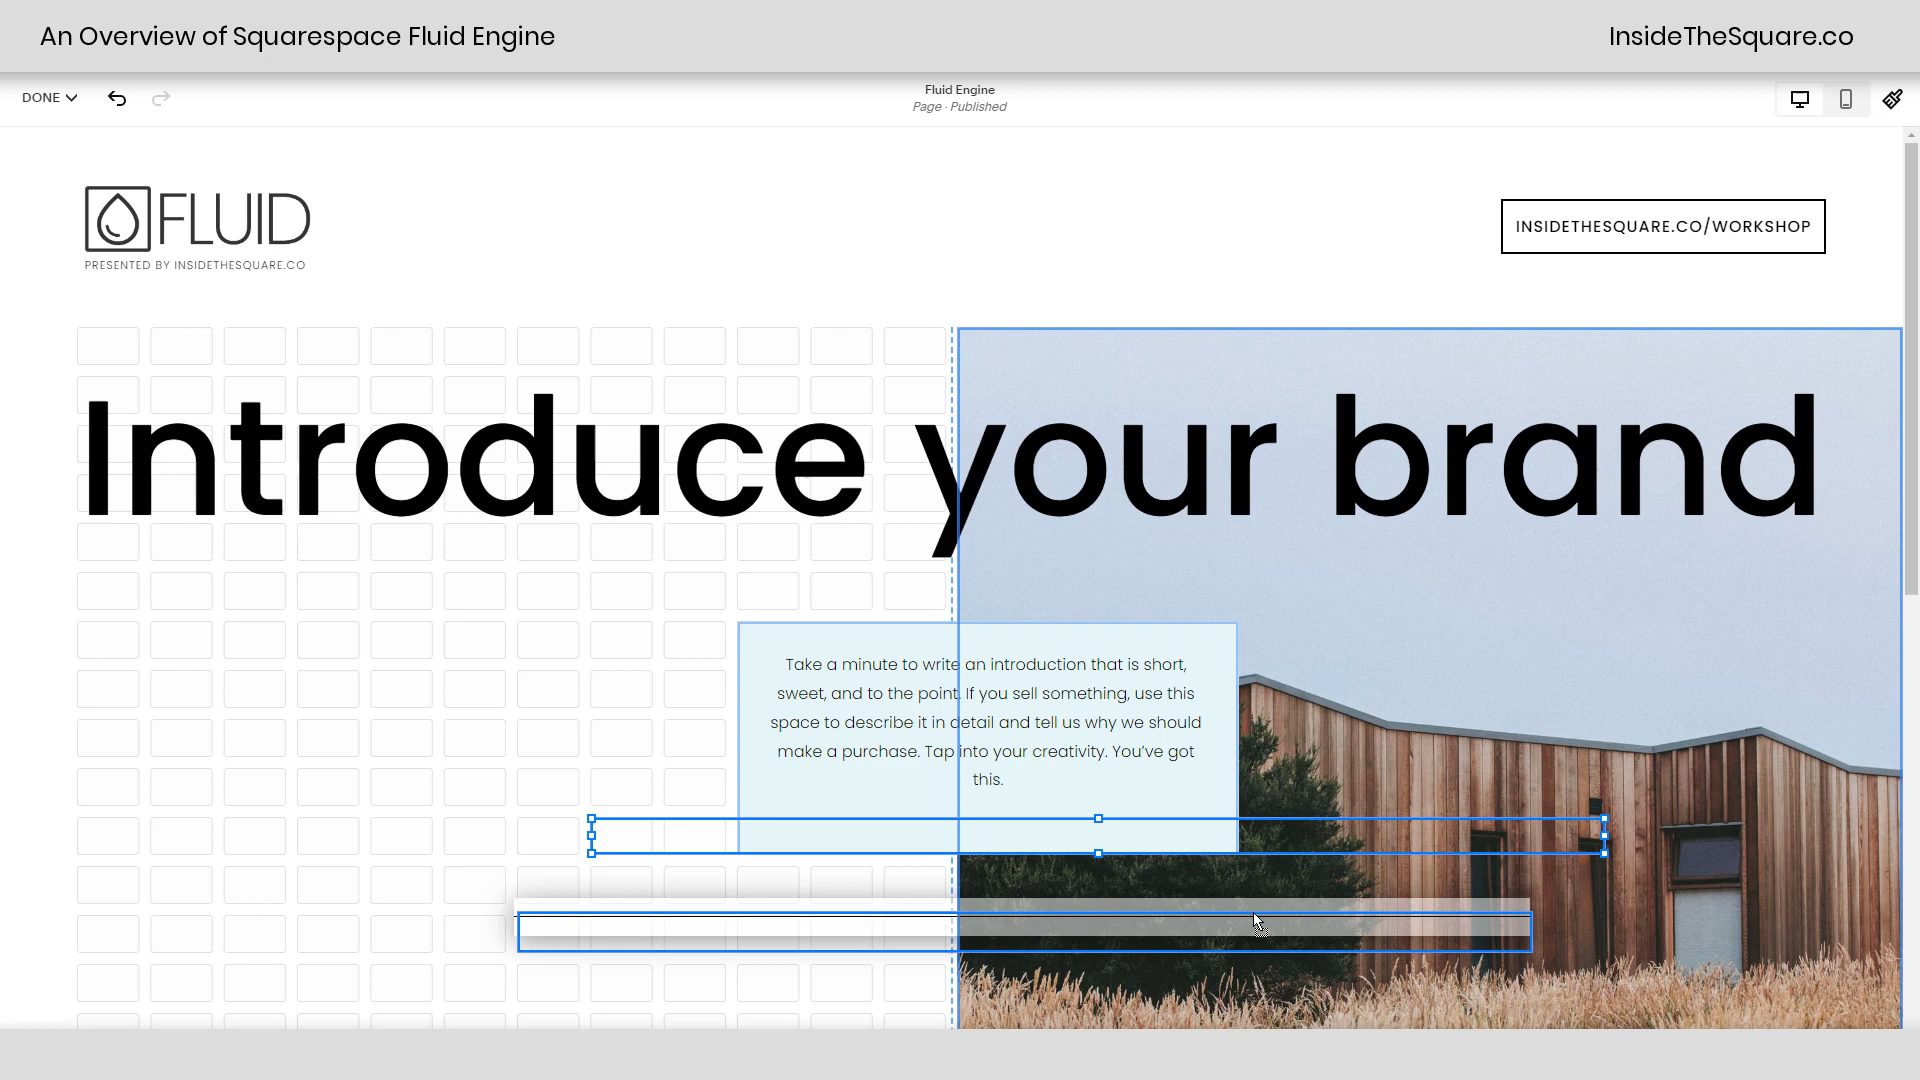 An Overview of Squarespace Fluid Engine
InsideTheSquare.co
DONE
Fluid Engine
Page · Published
FLUID
PRESENTED BY INSIDETHESQUARE.CO
INSIDETHESQUARE.CO/WORKSHOP
Introduce your brand
Take a minute to write an introduction that is short,
sweet, and to the point. If you sell something, use this
space to describe it in detail and tell us why we should
make a purchase. Tap into your creativity. You’ve got
this.